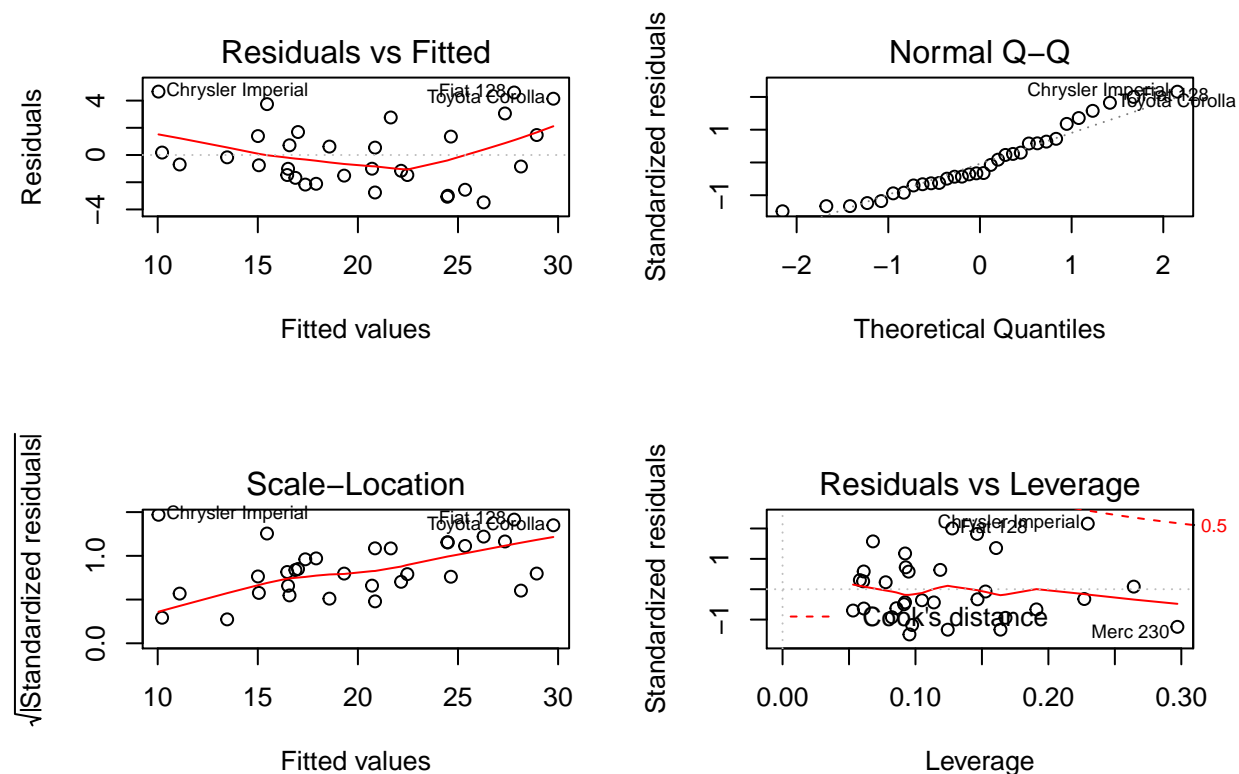 Residuals vs Fitted
Residuals
4
0
−4
Chrysler Imperial
Fiat 128
Toyota Corolla
10 15 20 25 30
Fitted values
Normal Q−Q
Standardized residuals
1
−1
Chrysler Imperial
Fiat 128
Toyota Corolla
−2 −1 0 1 2
Theoretical Quantiles
Scale−Location
√|Standardized residuals|
1.0
0.0
Chrysler Imperial
Fiat 128
Toyota Corolla
10 15 20 25 30
Fitted values
Residuals vs Leverage
Standardized residuals
1
−1
Chrysler Imperial
Fiat 128
0.5
Cook's distance
Merc 230
0.00 0.10 0.20 0.30
Leverage